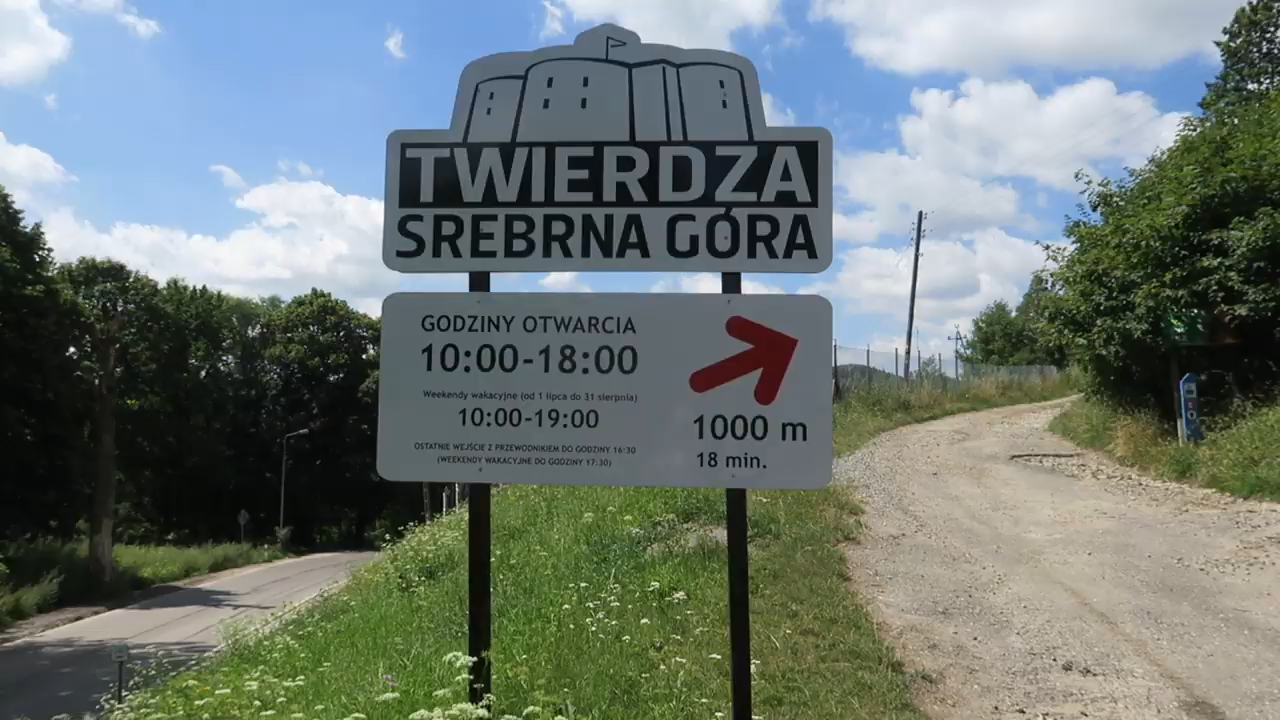 TWIERDZA
SREBRNA GÓRA
GODZINY OTWARCIA
10:00-18:00
Weekendy wakacyjne (od 1 lipca do 31 sierpnia)
10:00-19:00
OSTATNIE WEJŚCIE Z PRZEWODNIKIEM DO GODZINY 16:30
(WEEKENDY WAKACYJNE DO GODZINY 17:30)
1000 m
18 min.